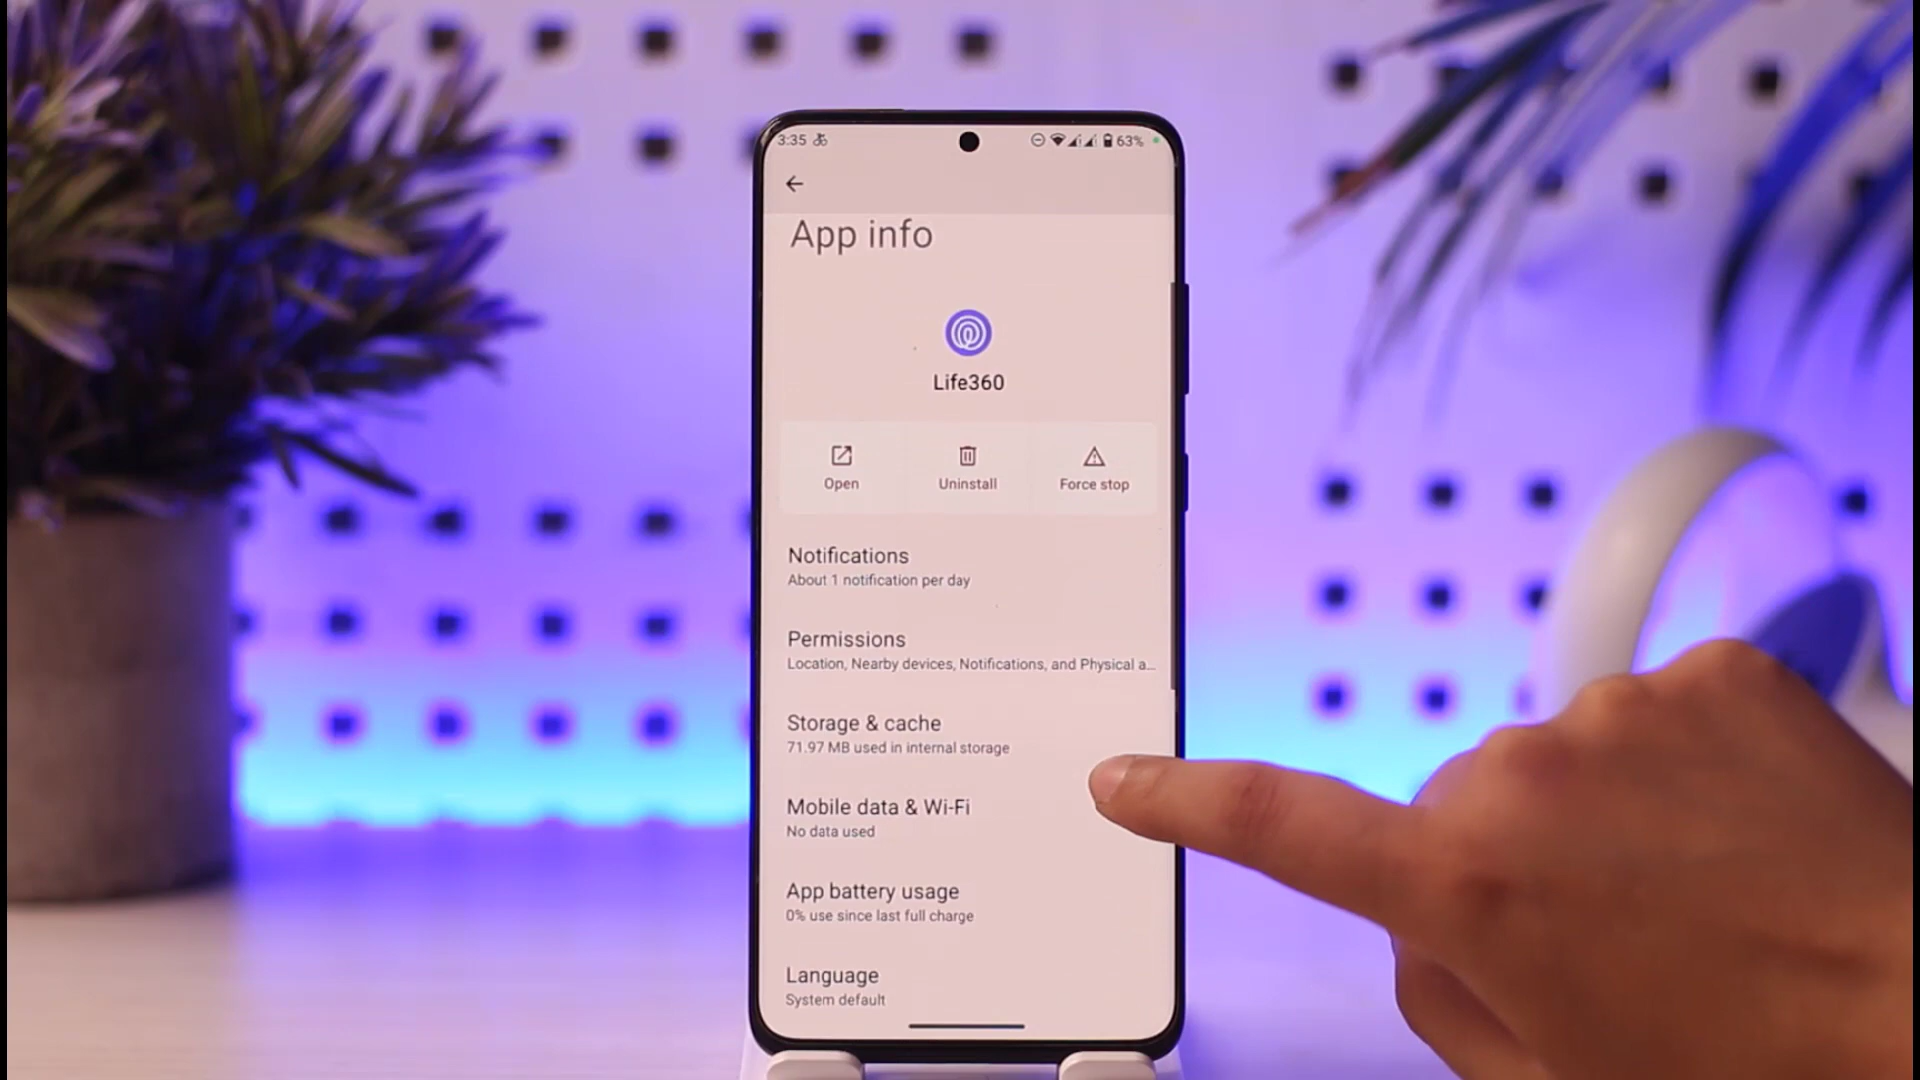 3:35
63%
App info
Life360
Open
Uninstall
Force stop
Notifications
About 1 notification per day
Permissions
Location, Nearby devices, Notifications, and Physical a...
Storage & cache
71.97 MB used in internal storage
Mobile data & Wi-Fi
No data used
App battery usage
0% use since last full charge
Language
System default